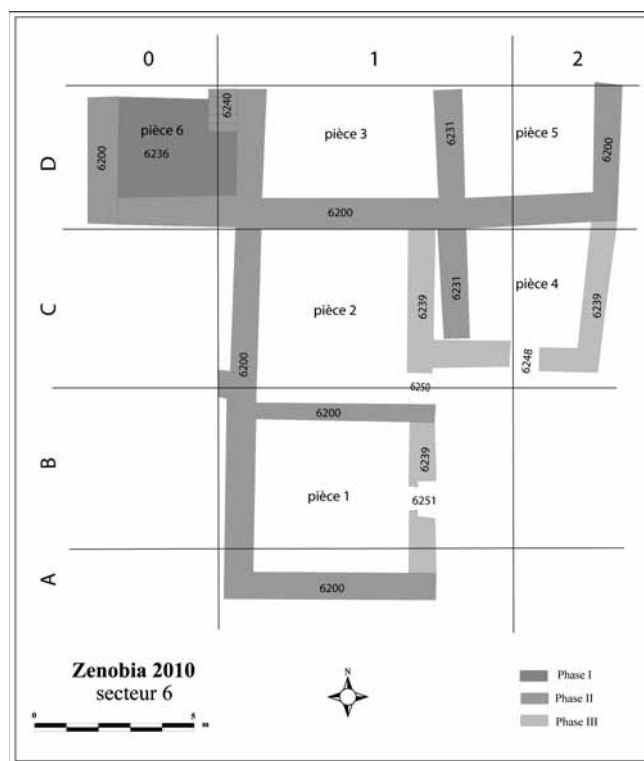 0 1 2
6240
pièce 6 pièce 3 6231 pièce 5
6236
6200 6200
D
6200
C
pièce 4
6239 6231 6239
pièce 2
6200 6248
6250
6200
B
6239
pièce 1 6251
A
6200
Zenobia 2010
secteur 6
0 5
m
N
Phase I
Phase II
Phase III